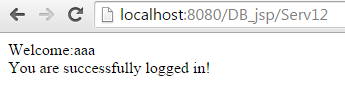 localhost:8080/DB_jsp/Serv12
Welcome:aaa
You are successfully logged in!